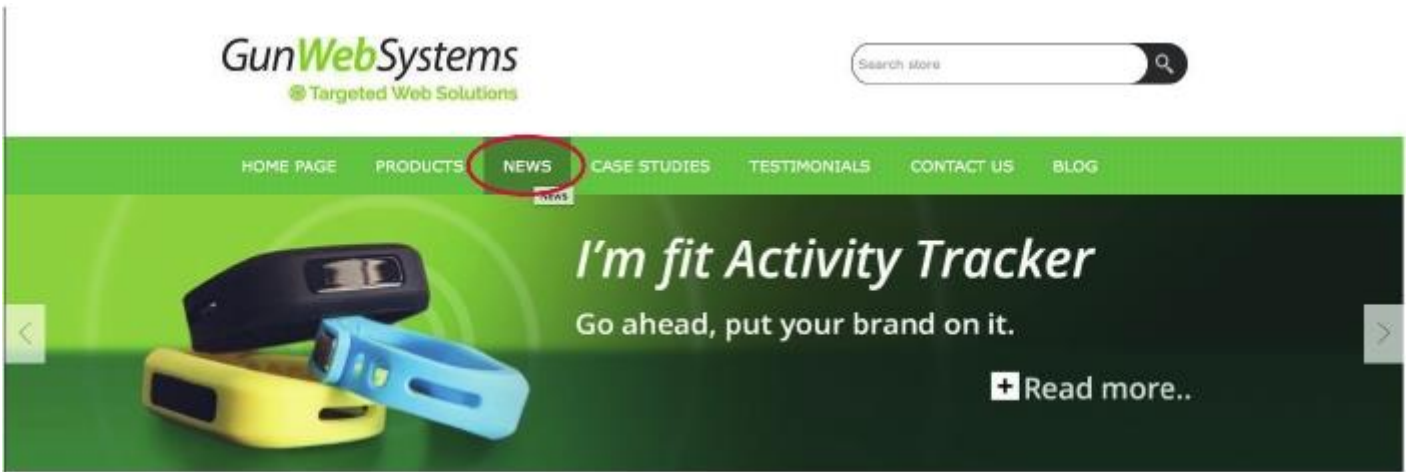 GunWebSystems
Targeted Web Solutions
Search store
HOME PAGE PRODUCTS NEWS CASE STUDIES TESTIMONIALS CONTACT US BLOG
News
I'm fit Activity Tracker
Go ahead, put your brand on it.
Read more..